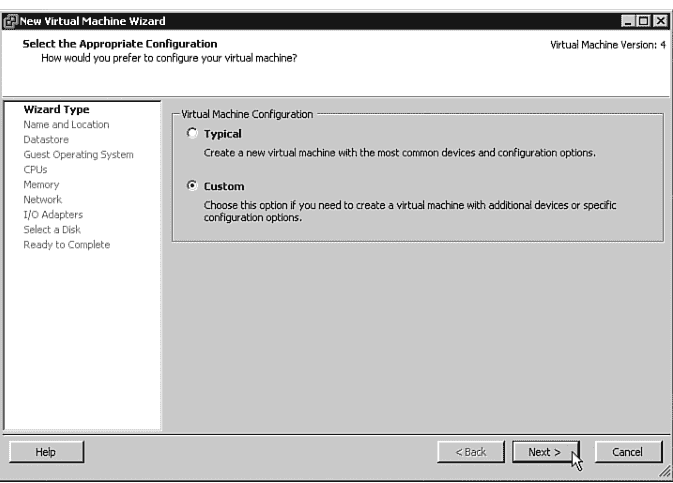 New Virtual Machine Wizard
Select the Appropriate Configuration
Virtual Machine Version: 4
How would you prefer to configure your virtual machine?
Wizard Type
Name and Location
Datastore
Guest Operating System
CPUs
Memory
Network
I/O Adapters
Select a Disk
Ready to Complete
Virtual Machine Configuration
Typical
Create a new virtual machine with the most common devices and configuration options.
Custom
Choose this option if you need to create a virtual machine with additional devices or specific
configuration options.
Help
< Back
Next >
Cancel